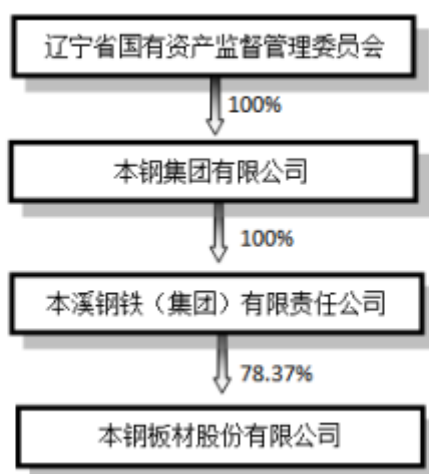 辽宁省国有资产监督管理委员会
100%
本钢集团有限公司
100%
本溪钢铁（集团）有限责任公司
78.37%
本钢板材股份有限公司